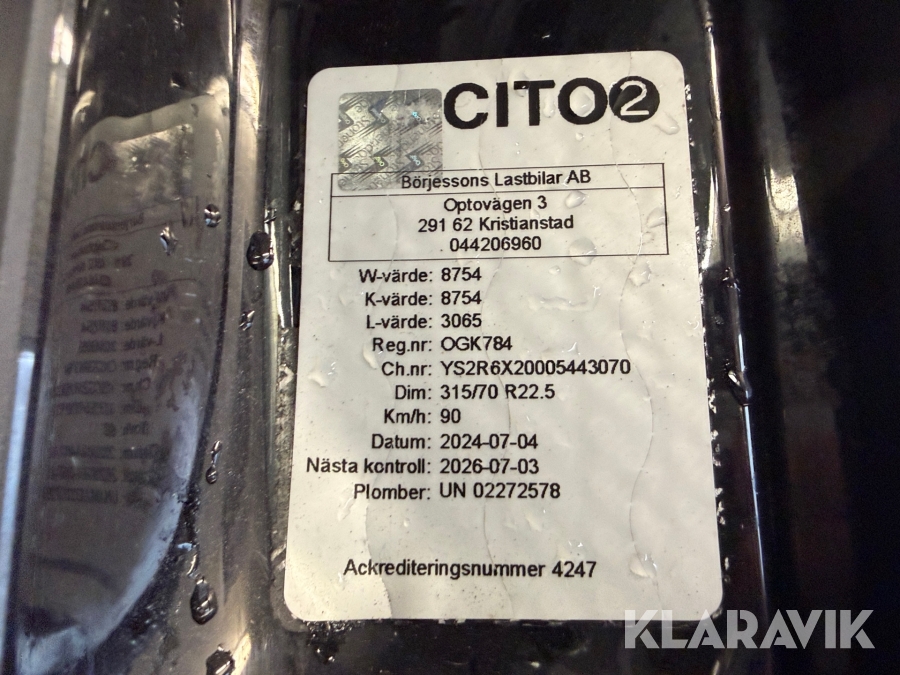 CITO2
Börjessons Lastbilar AB
Optovägen 3
291 62 Kristianstad
044206960
W-värde: 8754
K-värde: 8754
L-värde: 3065
Reg.nr: OGK784
Ch.nr: YS2R6X20005443070
Dim: 315/70 R22.5
Km/h: 90
Datum: 2024-07-04
Nästa kontroll: 2026-07-03
Plomber: UN 02272578
Ackrediteringsnummer 4247
KLARAVIK